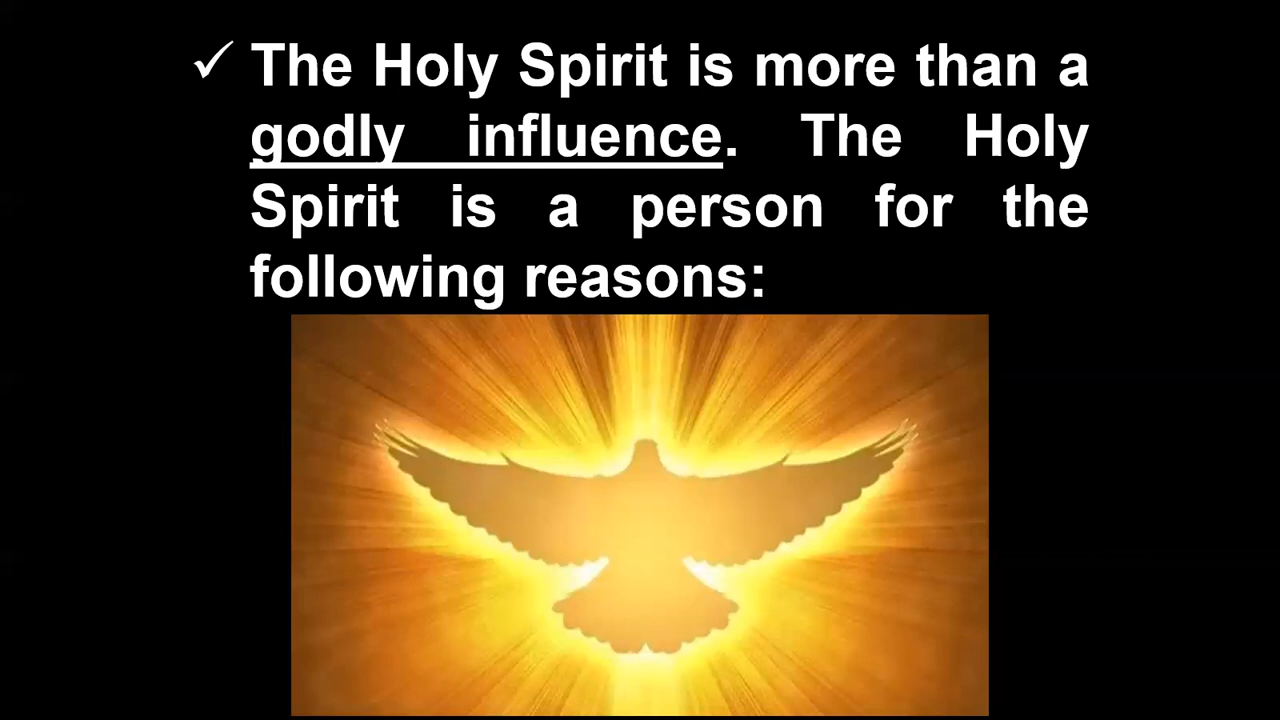 ✓ The Holy Spirit is more than a
godly influence. The Holy
Spirit is a person for the
following reasons: